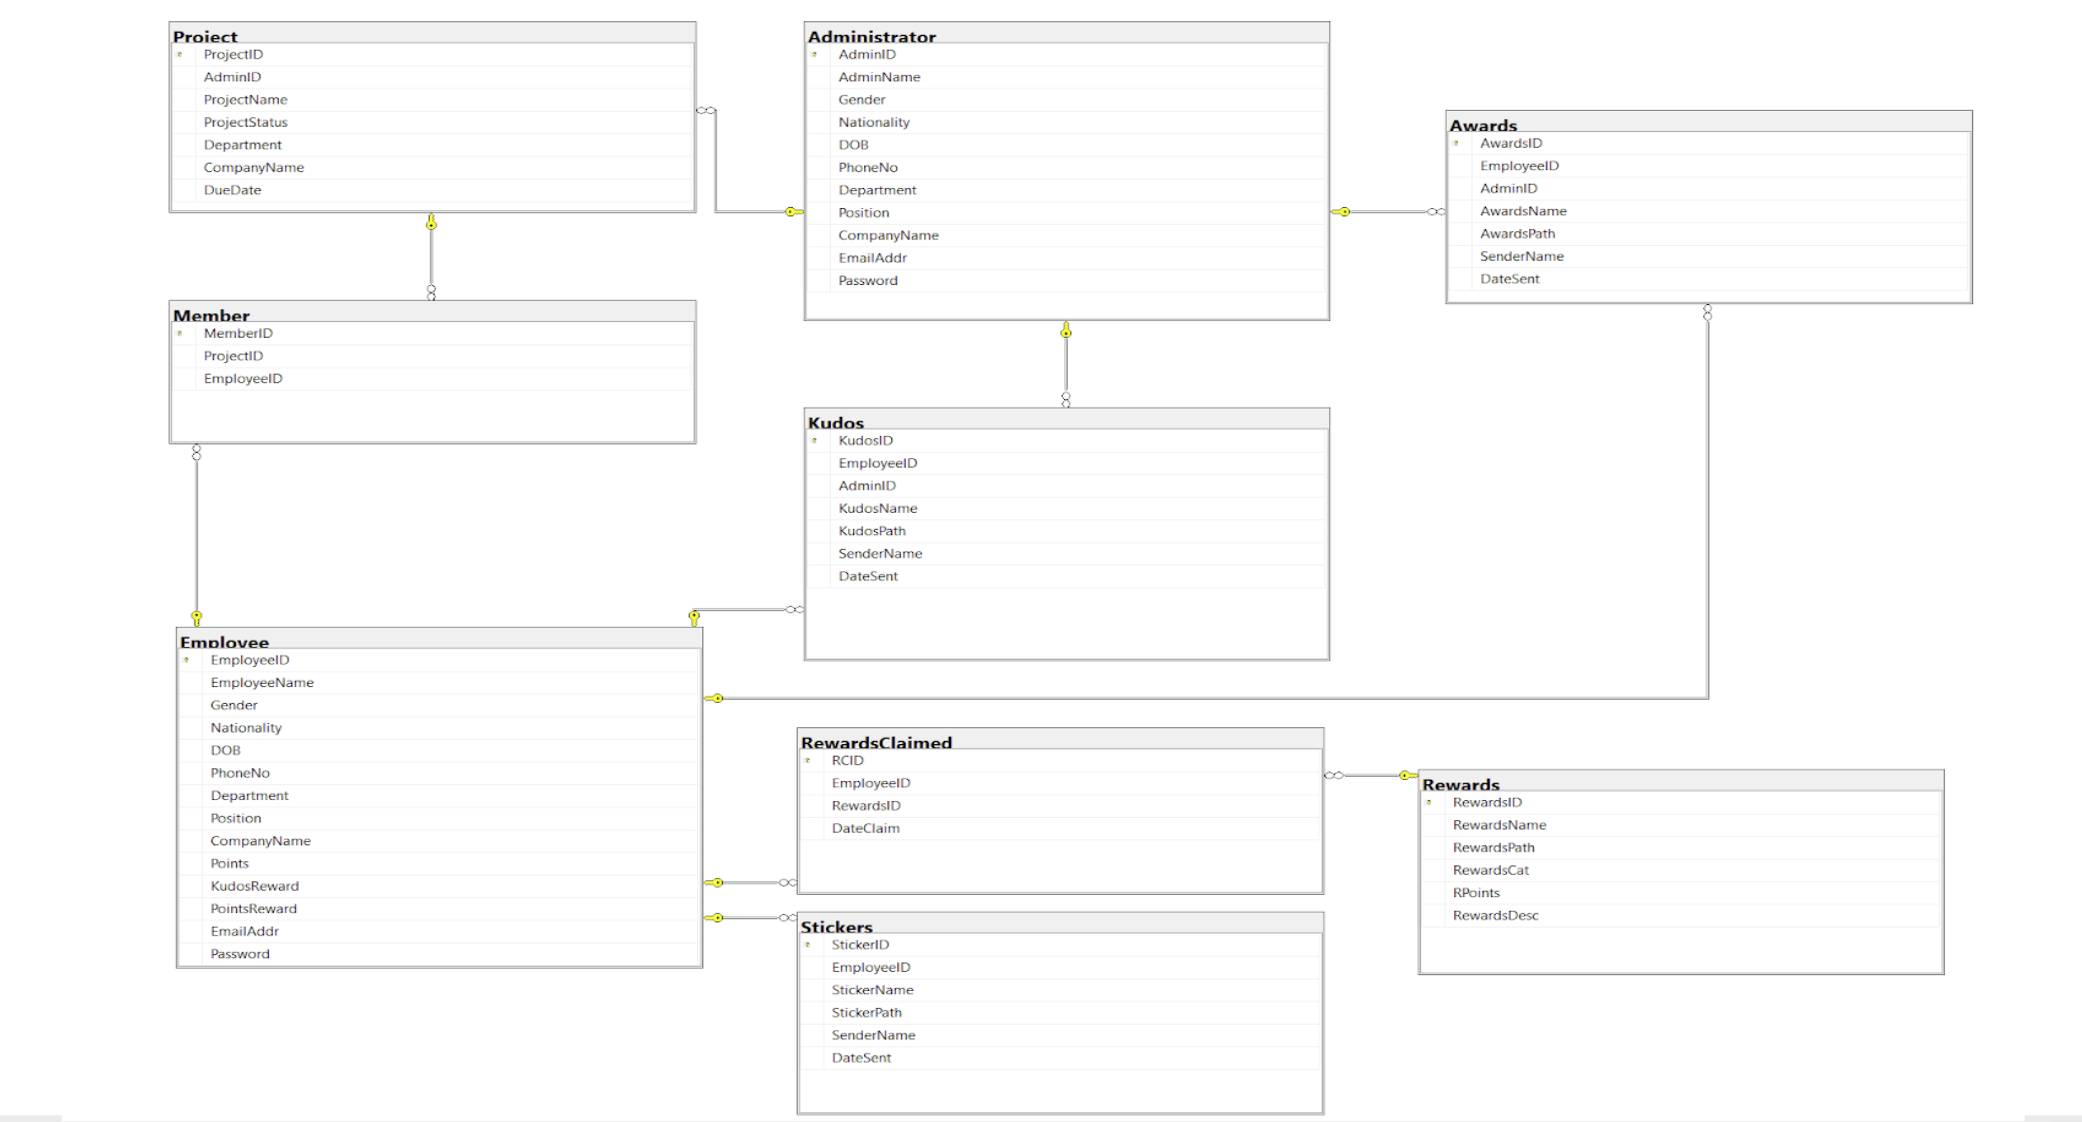 Project
ProjectID
AdminID
ProjectName
ProjectStatus
Department
CompanyName
DueDate
Administrator
AdminID
AdminName
Gender
Nationality
DOB
PhoneNo
Department
Position
CompanyName
EmailAddr
Password
Awards
AwardsID
EmployeeID
AdminID
AwardsName
AwardsPath
SenderName
DateSent
Member
MemberID
ProjectID
EmployeeID
Kudos
KudosID
EmployeeID
AdminID
KudosName
KudosPath
SenderName
DateSent
Employee
EmployeeID
EmployeeName
Gender
Nationality
DOB
PhoneNo
Department
Position
CompanyName
Points
KudosReward
PointsReward
EmailAddr
Password
RewardsClaimed
RCID
EmployeeID
RewardsID
DateClaim
Rewards
RewardsID
RewardsName
RewardsPath
RewardsCat
RPoints
RewardsDesc
Stickers
StickerID
EmployeeID
StickerName
StickerPath
SenderName
DateSent